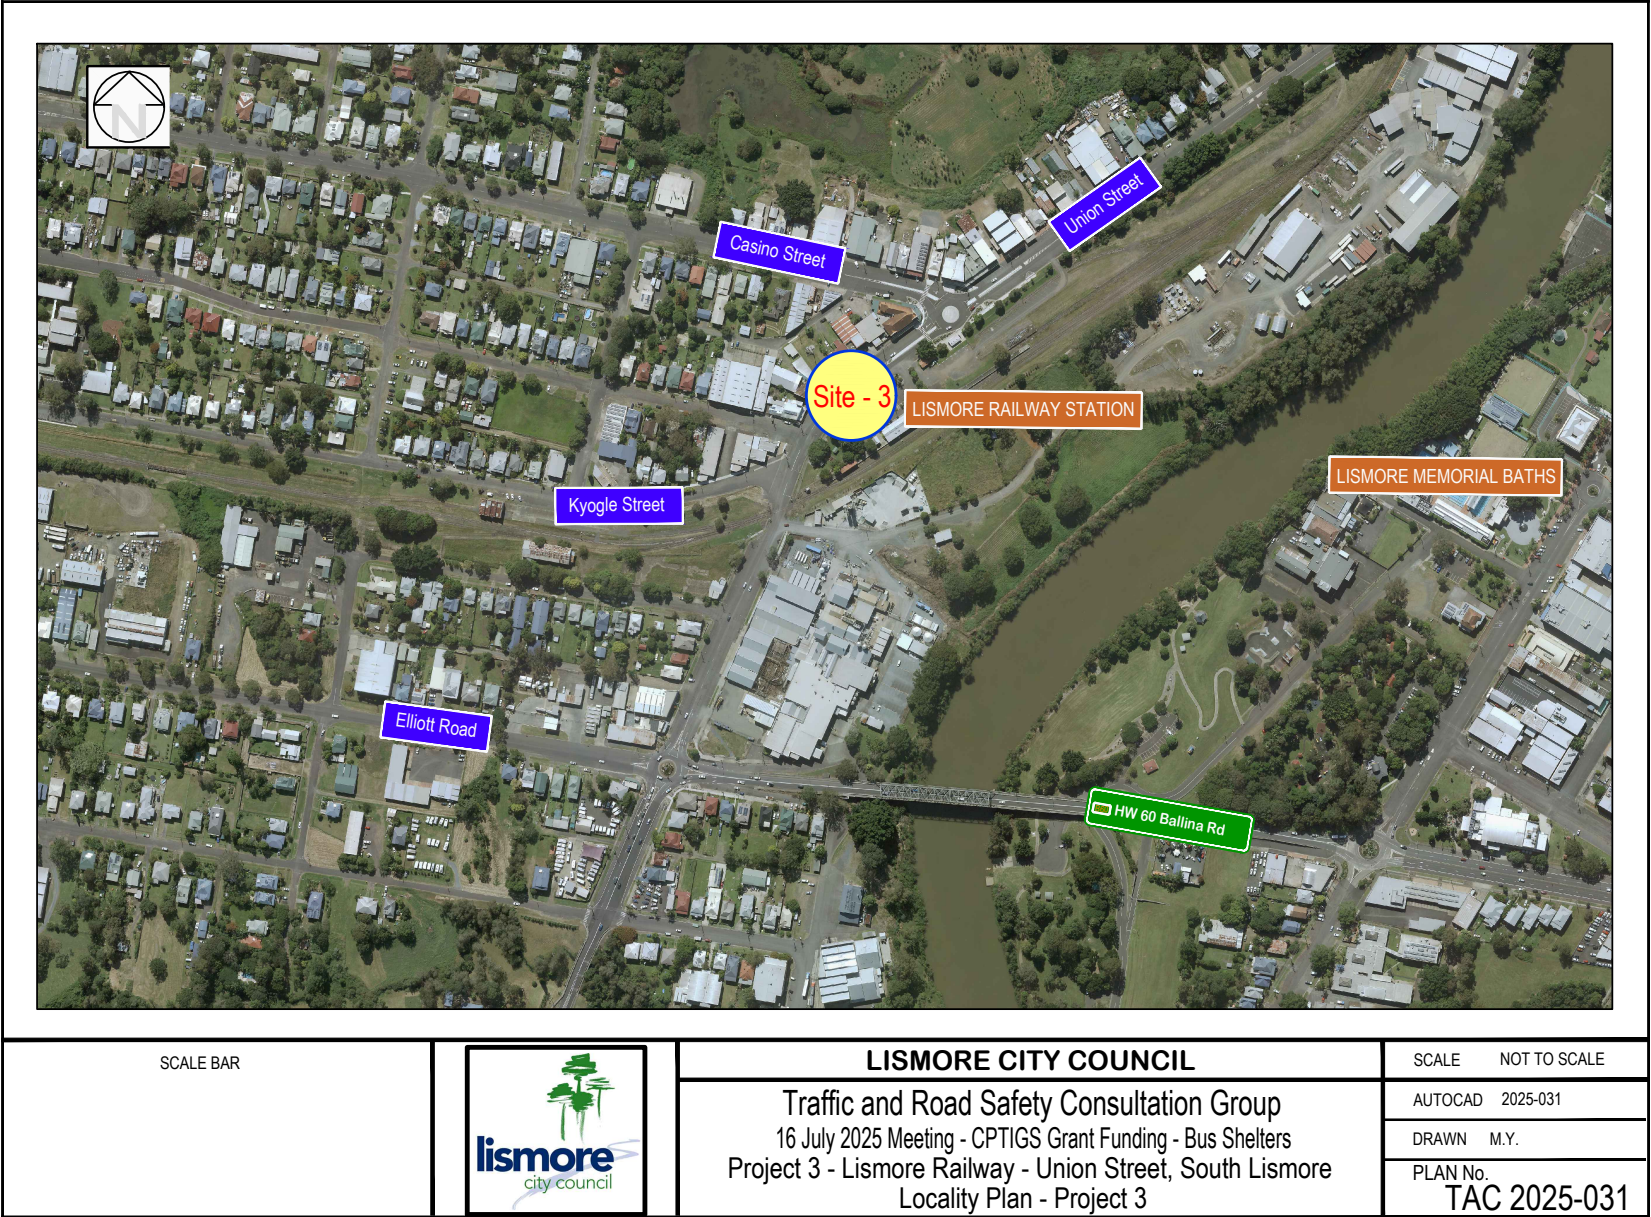 N
Union Street
Casino Street
Site - 3
LISMORE RAILWAY STATION
LISMORE MEMORIAL BATHS
Kyogle Street
Elliott Road
HW 60 Ballina Rd
SCALE BAR
lismore
city council
LISMORE CITY COUNCIL
Traffic and Road Safety Consultation Group
16 July 2025 Meeting - CPTIGS Grant Funding - Bus Shelters
Project 3 - Lismore Railway - Union Street, South Lismore
Locality Plan - Project 3
SCALE NOT TO SCALE
AUTOCAD 2025-031
DRAWN M.Y.
PLAN No.
TAC 2025-031